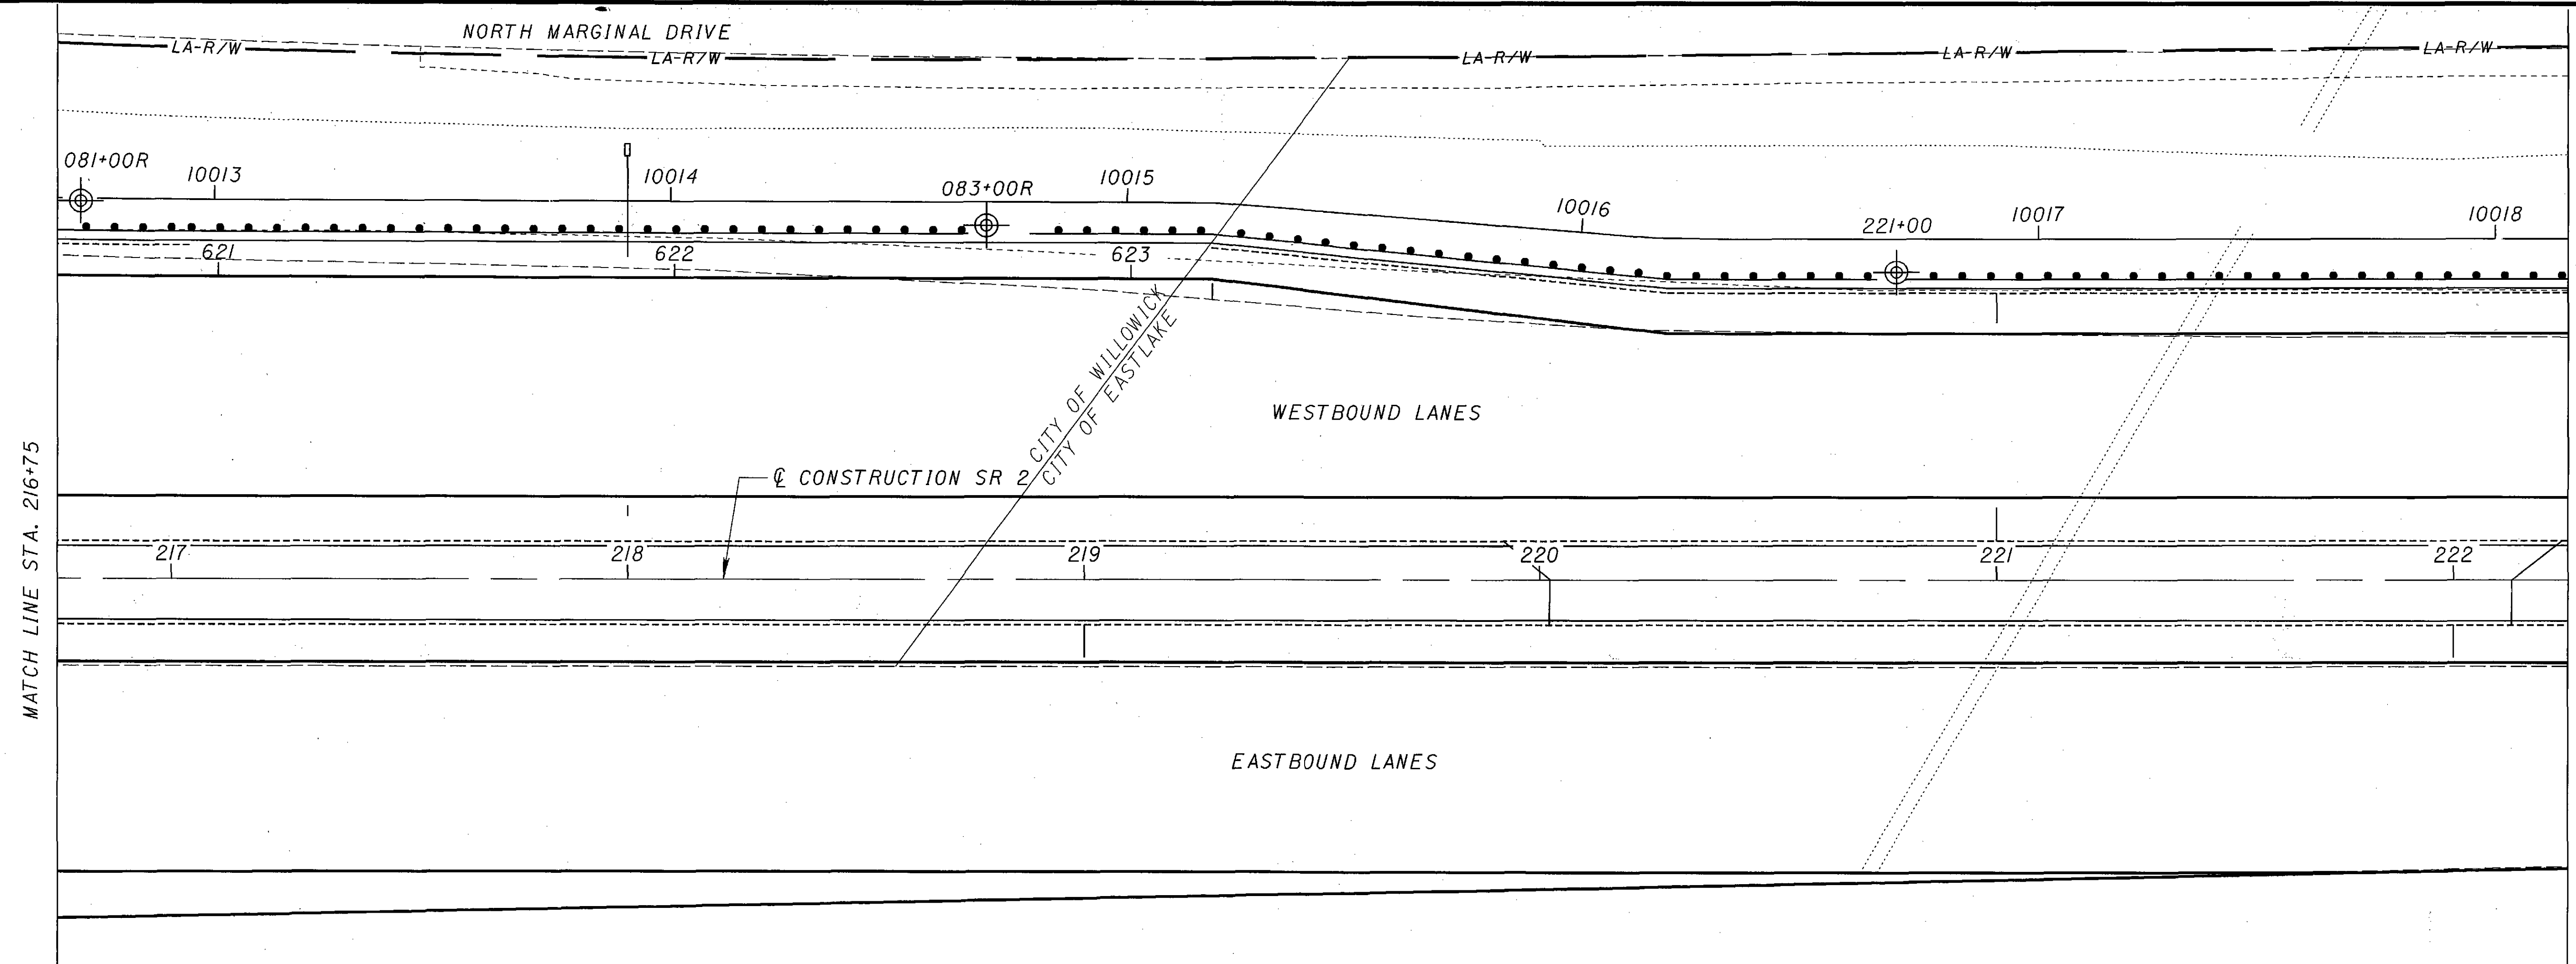 NORTH MARGINAL DRIVE
LA-R/W LA-R/W LA-R/W LA-R/W LA-R/W
081+00R 10013 10014 083+00R 10015 10016 221+00 10017 10018
621 622 623
CITY OF WILLOWICK
CITY OF EASTLAKE
WESTBOUND LANES
℄ CONSTRUCTION SR 2
MATCH LINE STA. 216+75
217 218 219 220 221 222
EASTBOUND LANES